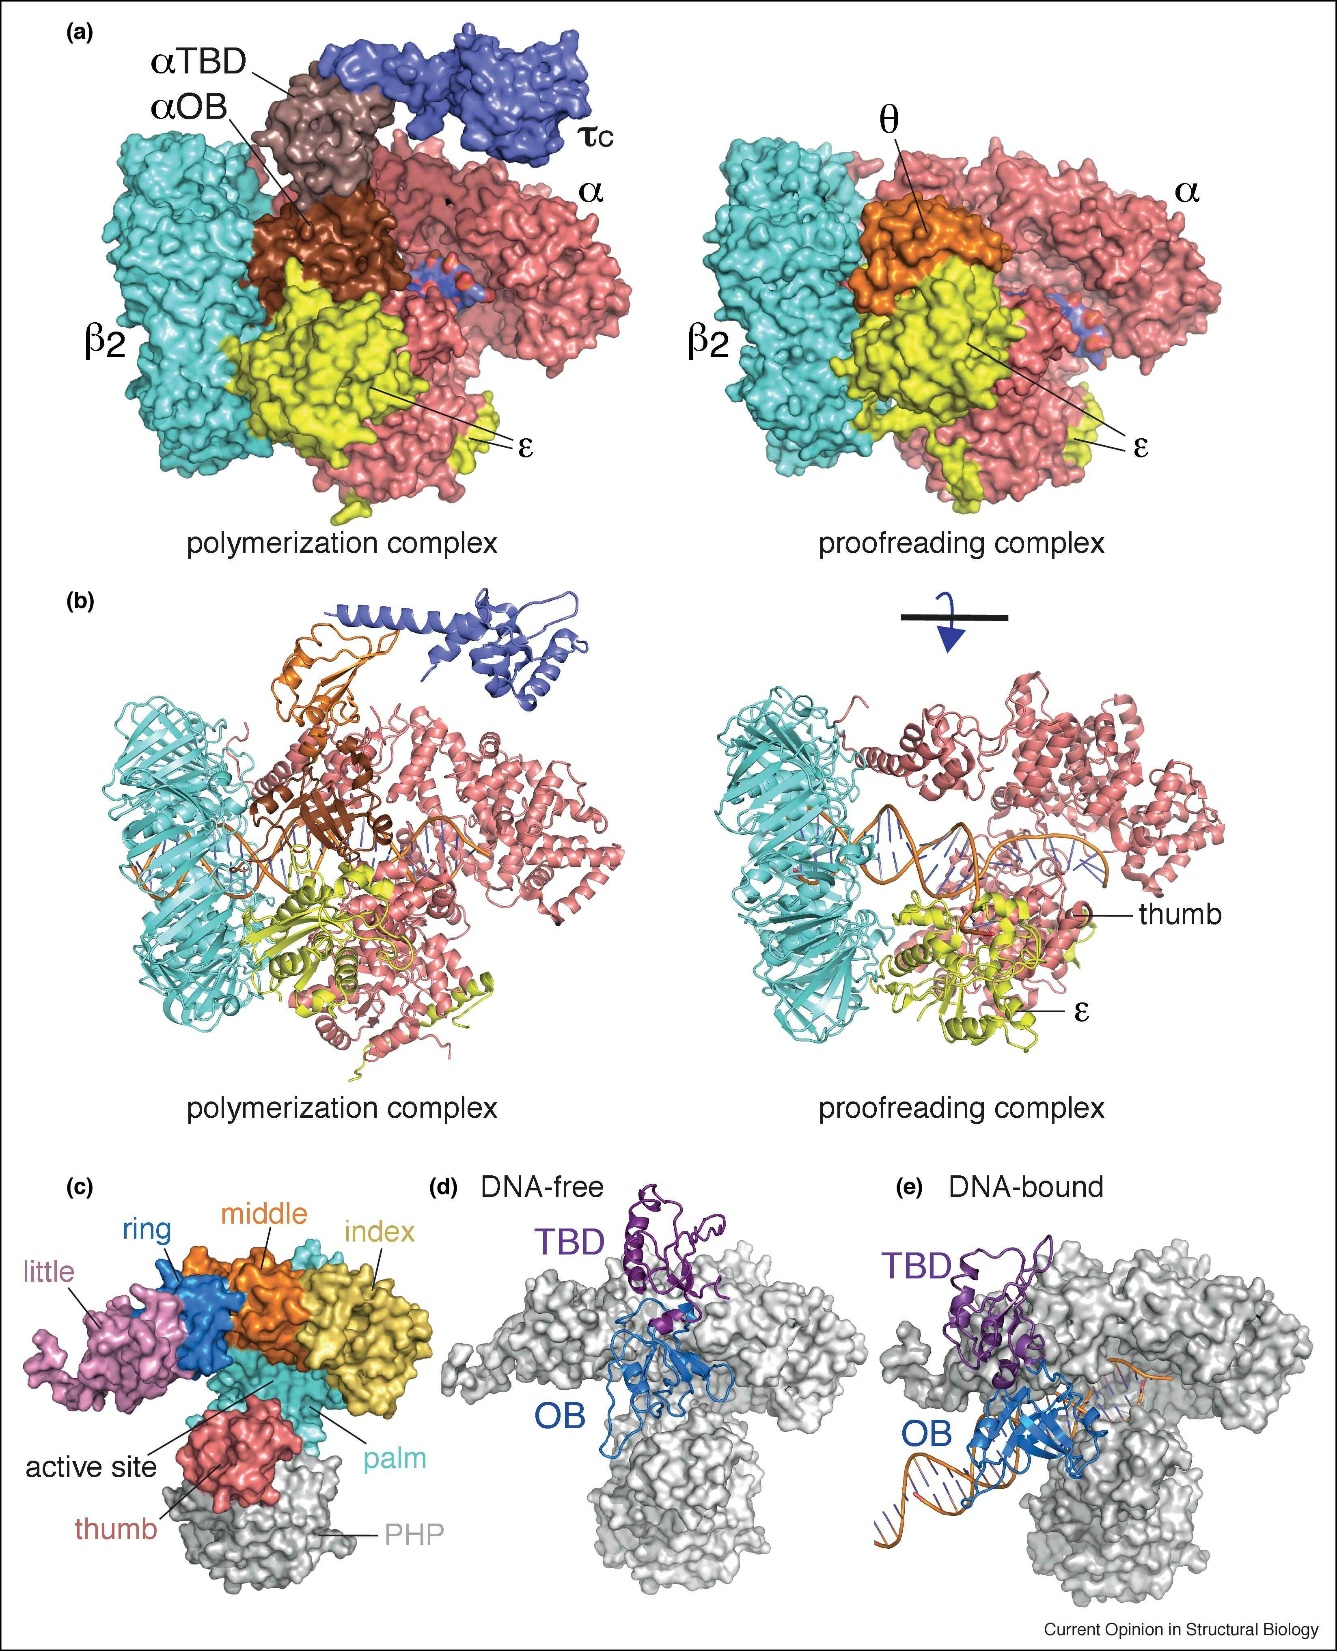 (a)
αTBD
αOB
τc
α
β2
ε
polymerization complex
θ
α
β2
ε
proofreading complex
(b)
polymerization complex
thumb
ε
proofreading complex
(c)
little
ring
middle
index
active site
palm
thumb
PHP
(d) DNA-free
TBD
OB
(e) DNA-bound
TBD
OB
Current Opinion in Structural Biology